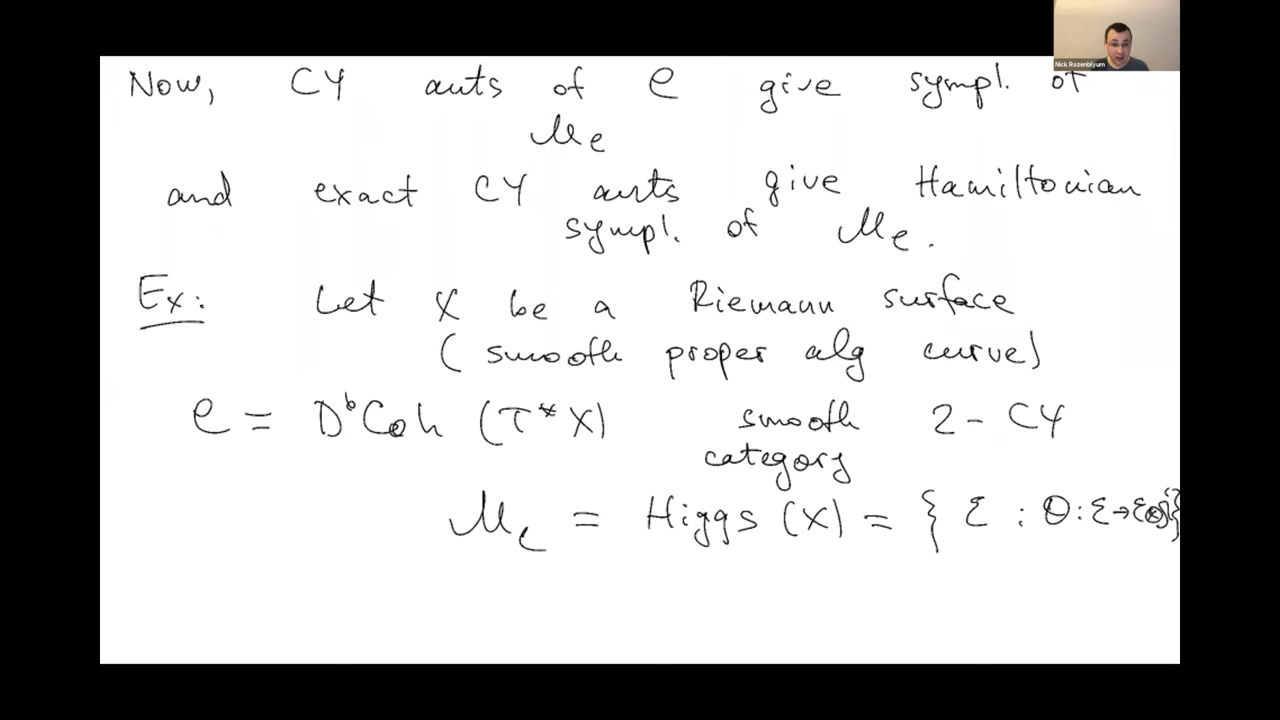 Nick Rozenblyum
Now, CY auts of C give sympl. of
M_C
and exact CY auts give Hamiltonian
sympl. of M_C.
Ex: Let X be a Riemann surface
(smooth proper alg curve)
C = D^b Coh (T*X) smooth 2-CY
category
M_C = Higgs (X) = { E : Θ: E → E⊗